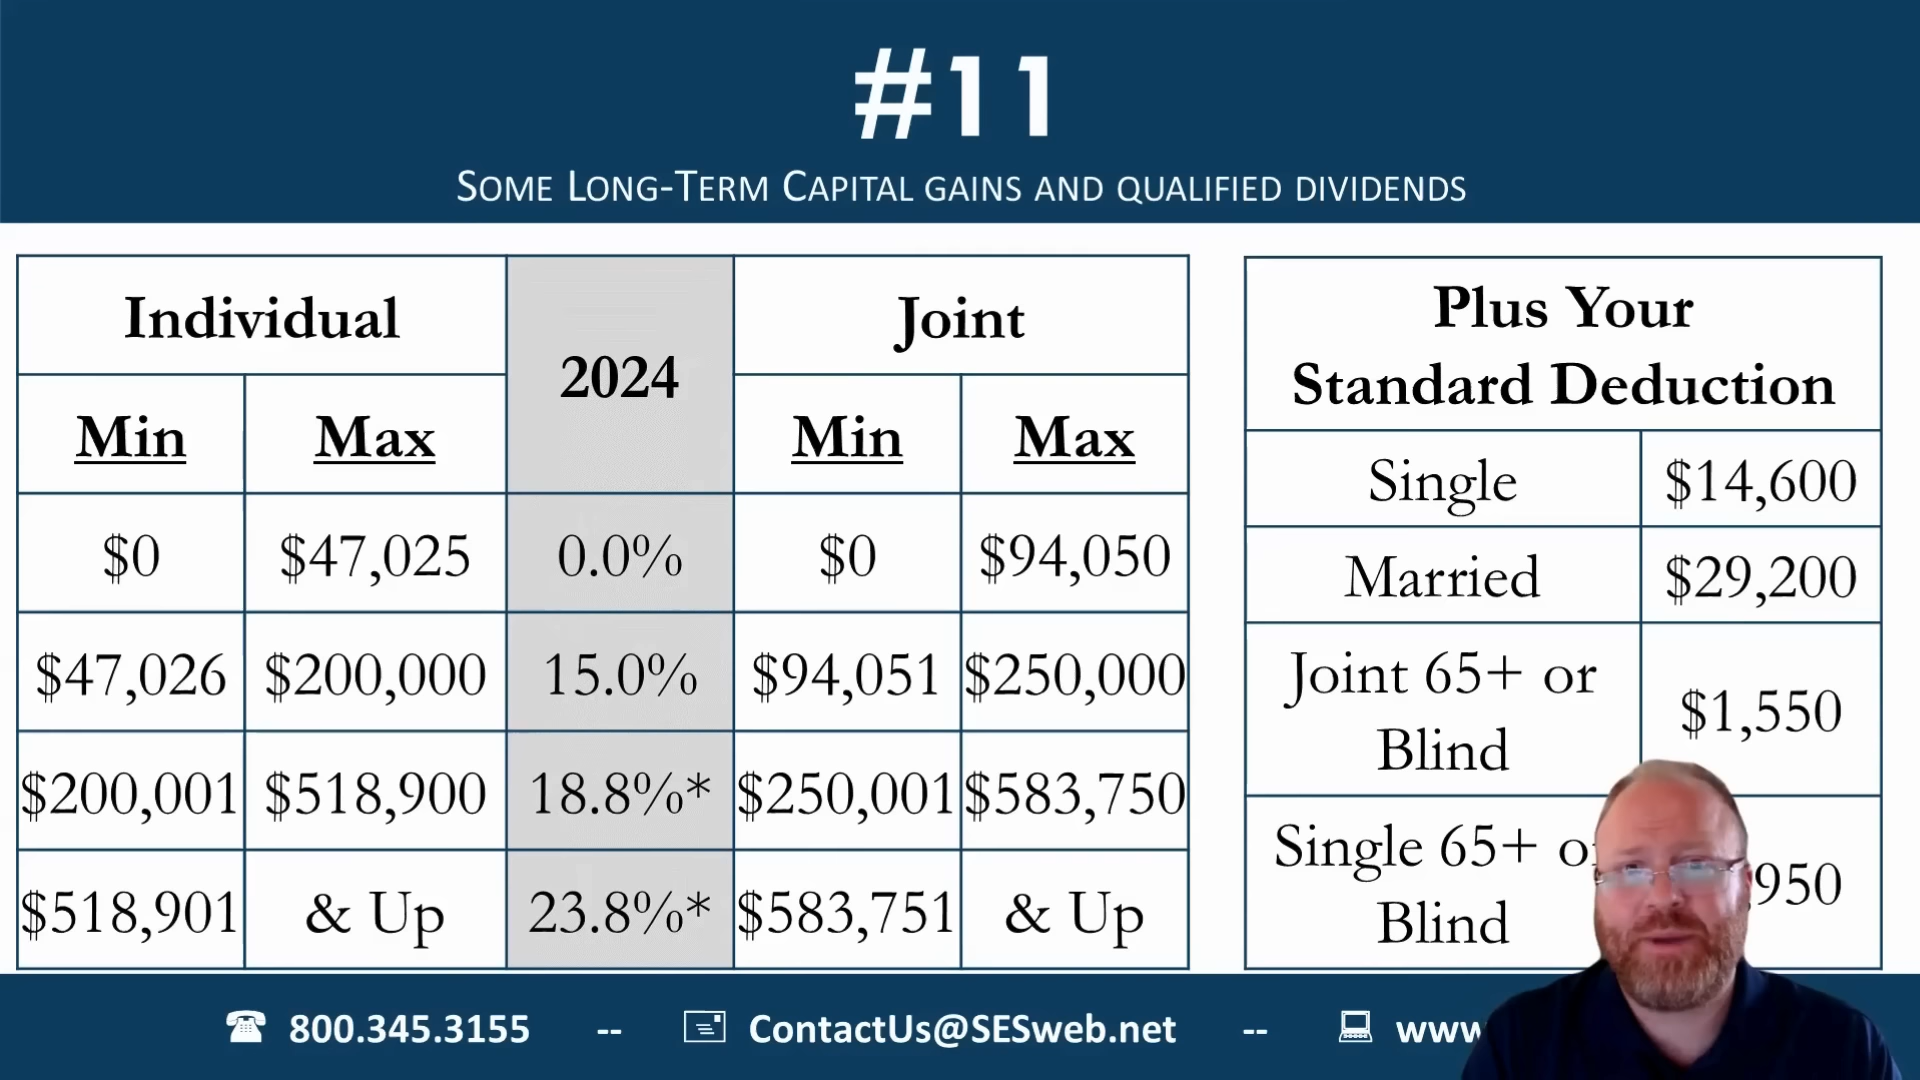 #11
SOME LONG-TERM CAPITAL GAINS AND QUALIFIED DIVIDENDS
Individual 2024 Joint
Min Max Min Max
$0 $47,025 0.0% $0 $94,050
$47,026 $200,000 15.0% $94,051 $250,000
$200,001 $518,900 18.8%* $250,001 $583,750
$518,901 & Up 23.8%* $583,751 & Up
Plus Your
Standard Deduction
Single $14,600
Married $29,200
Joint 65+ or
Blind
$1,550
Single 65+
Blind
950
800.345.3155 -- ContactUs@SESweb.net -- www